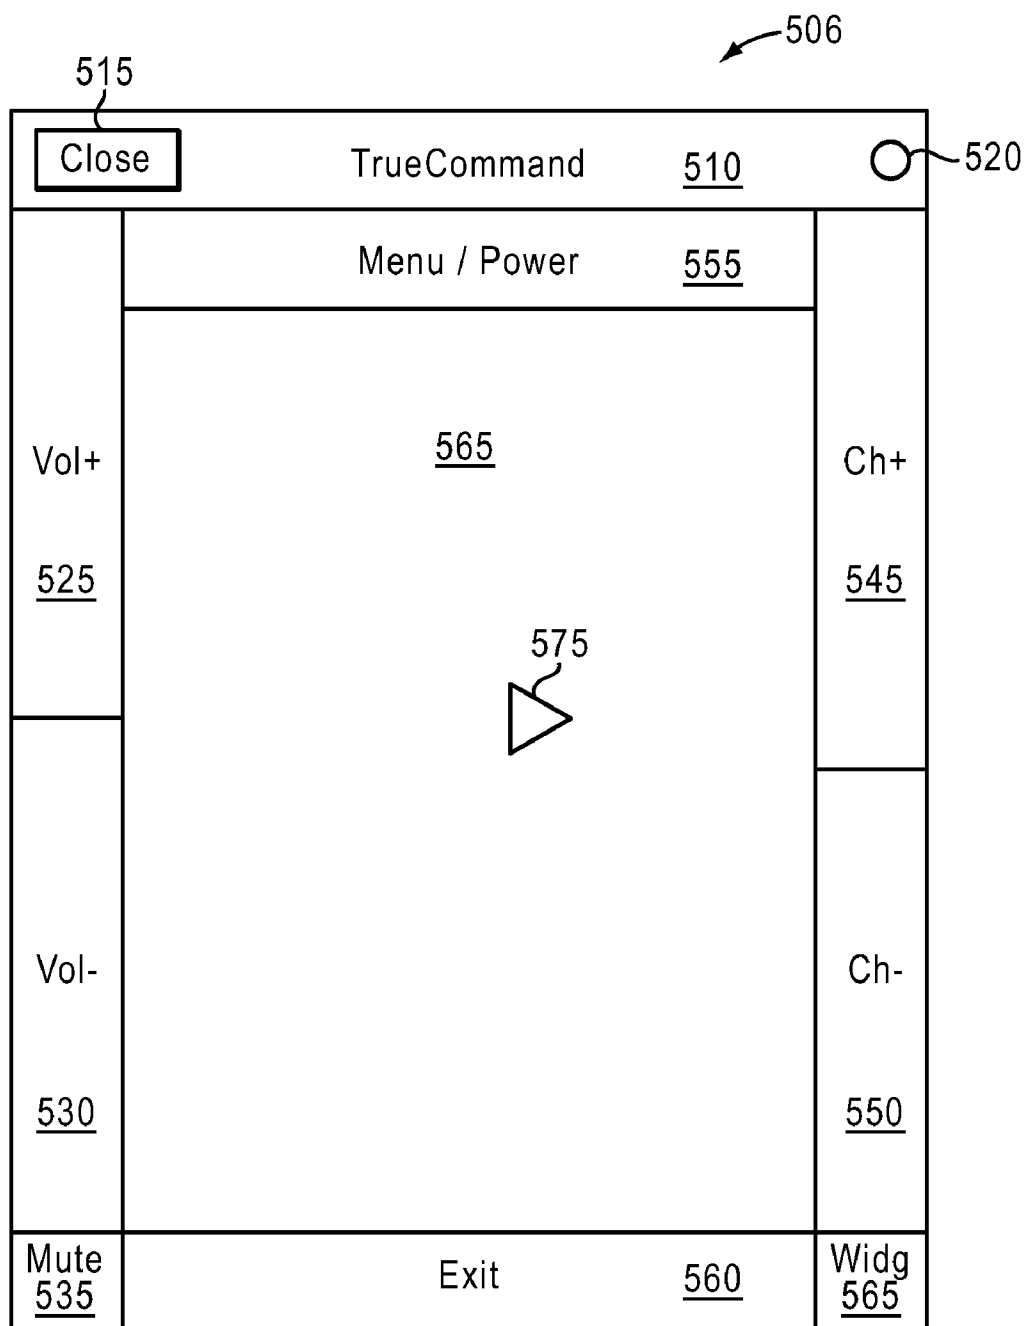 506
515
Close TrueCommand 510 520
Menu / Power 555
565
Vol+ Ch+
525 545
575
Vol- Ch-
530 550
Mute Exit 560 Widg
535 565